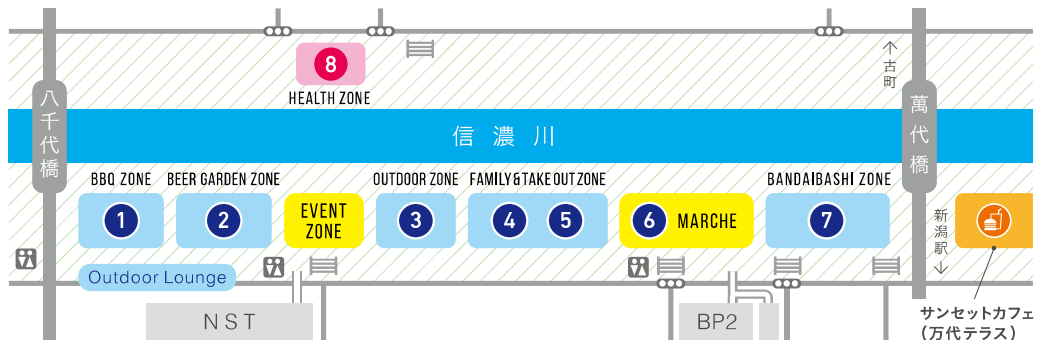 8
HEALTH ZONE
↑古町
八千代橋
信濃川
萬代橋
BBQ ZONE
BEER GARDEN ZONE
OUTDOOR ZONE
FAMILY&TAKE OUT ZONE
BANDAIBASHI ZONE
1
2
EVENT
ZONE
3
4
5
6 MARCHE
7
新潟駅↓
Outdoor Lounge
NST
BP2
サンセットカフェ
(万代テラス)